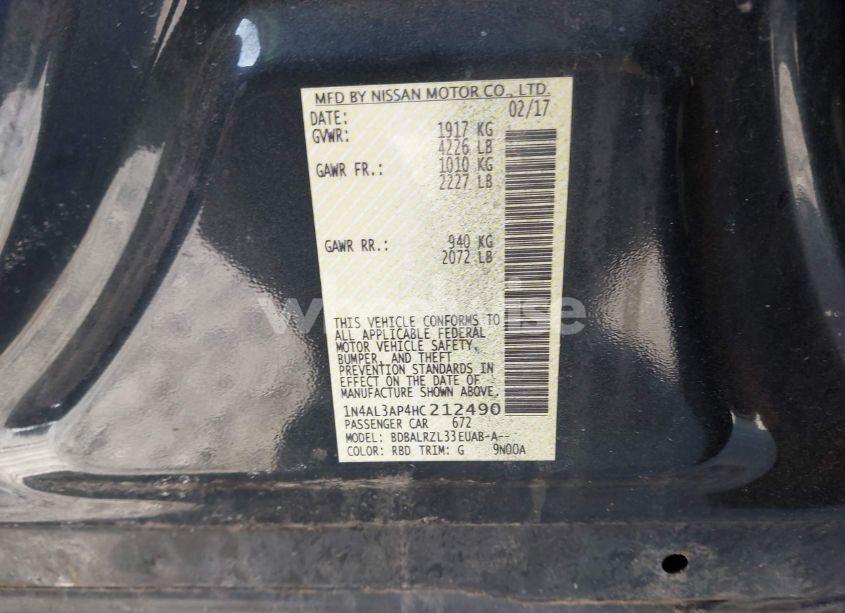 MFD BY NISSAN MOTOR CO., LTD.
DATE: 02/17
GVWR: 1917 KG
4226 LB
GAWR FR.: 1010 KG
2227 LB
GAWR RR.: 940 KG
2072 LB
THIS VEHICLE CONFORMS TO
ALL APPLICABLE FEDERAL
MOTOR VEHICLE SAFETY,
BUMPER, AND THEFT
PREVENTION STANDARDS IN
EFFECT ON THE DATE OF
MANUFACTURE SHOWN ABOVE.
1N4AL3AP4HC212490
PASSENGER CAR 672
MODEL: BDBALRZL33EUAB-A--
COLOR: RBD TRIM: G 9N00A